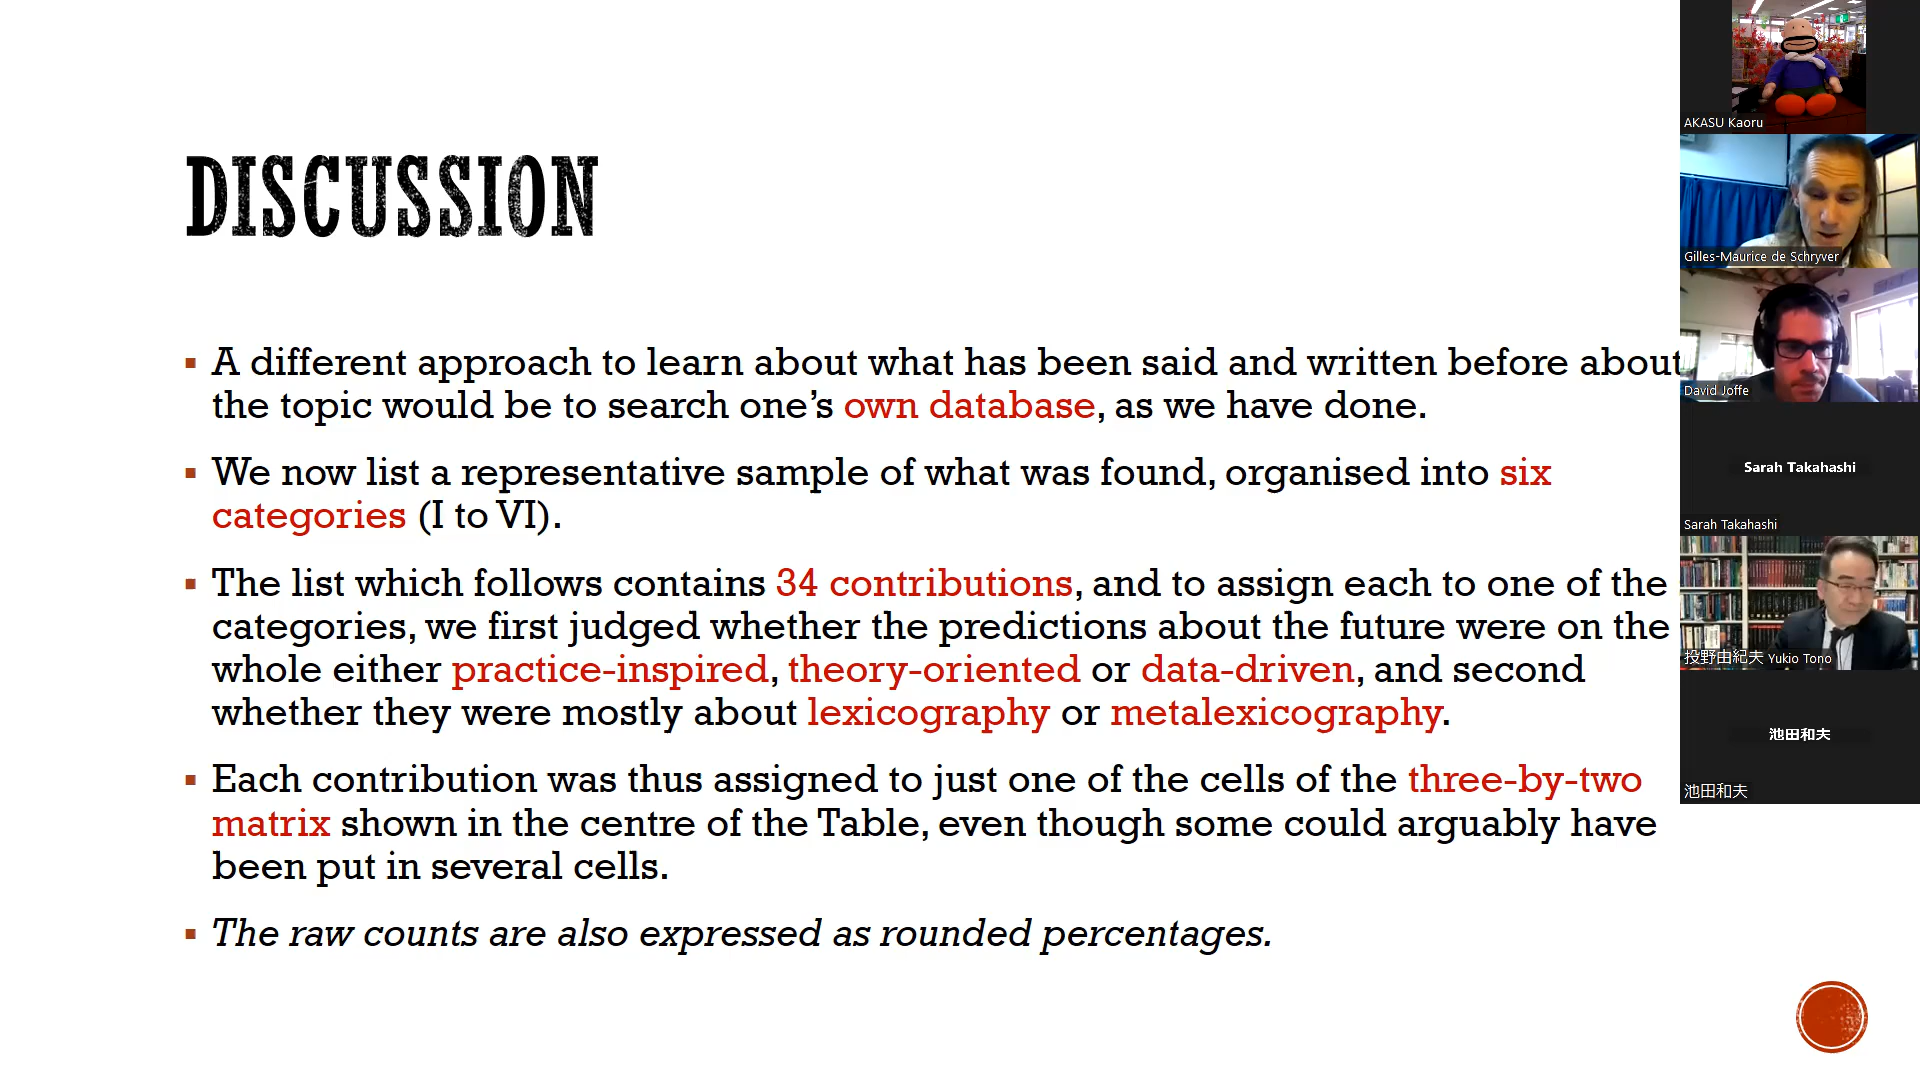 DISCUSSION
▪ A different approach to learn about what has been said and written before about
the topic would be to search one’s own database, as we have done.
▪ We now list a representative sample of what was found, organised into six
categories (I to VI).
▪ The list which follows contains 34 contributions, and to assign each to one of the
categories, we first judged whether the predictions about the future were on the
whole either practice-inspired, theory-oriented or data-driven, and second
whether they were mostly about lexicography or metalexicography.
▪ Each contribution was thus assigned to just one of the cells of the three-by-two
matrix shown in the centre of the Table, even though some could arguably have
been put in several cells.
▪ The raw counts are also expressed as rounded percentages.
AKASU Kaoru
Gilles-Maurice de Schryver
David Joffe
Sarah Takahashi
Sarah Takahashi
投野由紀夫 Yukio Tono
池田和夫
池田和夫